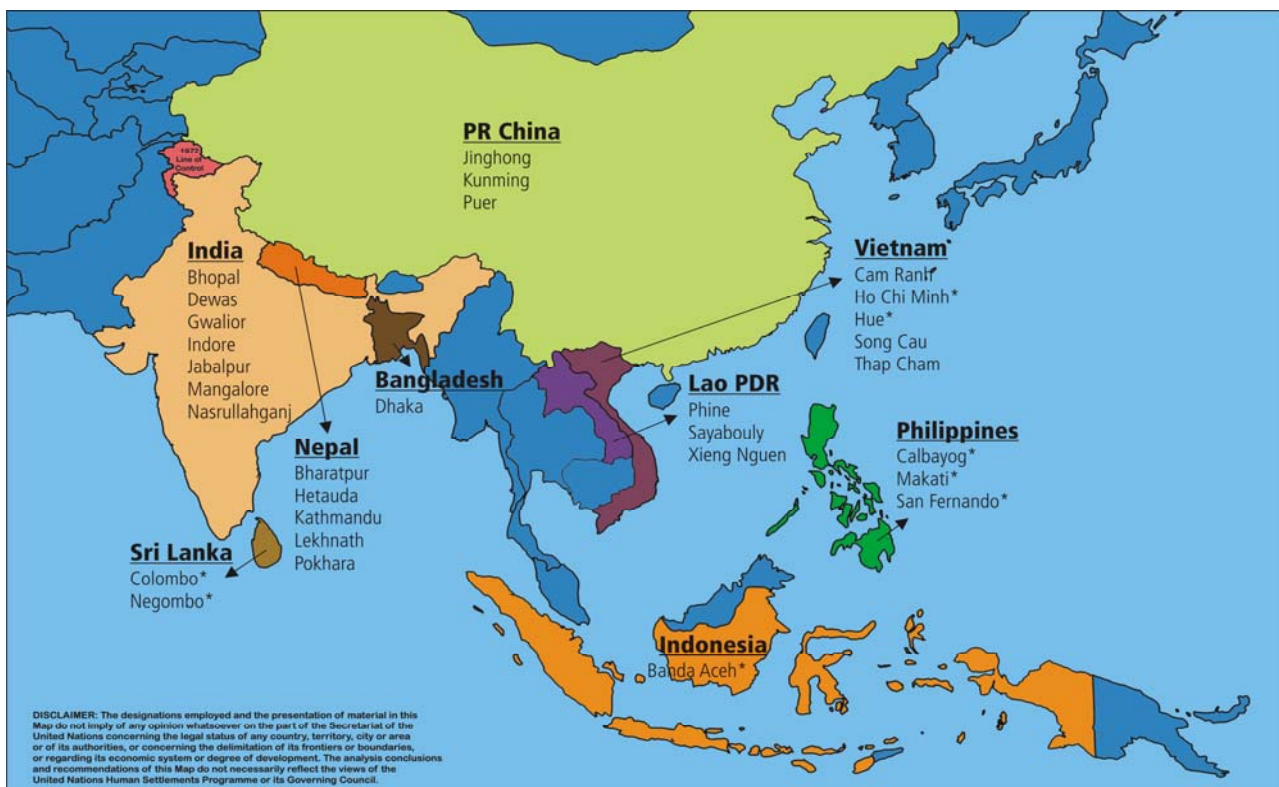 PR China
Jinghong
Kunming
Puer
1972
Line of
Control
India
Bhopal
Dewas
Gwalior
Indore
Jabalpur
Mangalore
Nasrullahganj
Vietnam*
Cam Ranh*
Ho Chi Minh*
Hue*
Song Cau
Thap Cham
Bangladesh
Dhaka
Lao PDR
Phine
Sayabouly
Xieng Nguen
Philippines
Calbayog*
Makati*
San Fernando*
Nepal
Bharatpur
Hetauda
Kathmandu
Lekhnath
Pokhara
Sri Lanka
Colombo*
Negombo*
Indonesia
Banda Aceh*
DISCLAIMER: The designations employed and the presentation of material in this
Map do not imply of any opinion whatsoever on the part of the Secretariat of the
United Nations concerning the legal status of any country, territory, city or area
or of its authorities, or concerning the delimitation of its frontiers or boundaries,
or regarding its economic system or degree of development. The analysis conclusions
and recommendations of this Map do not necessarily reflect the views of the
United Nations Human Settlements Programme or its Governing Council.